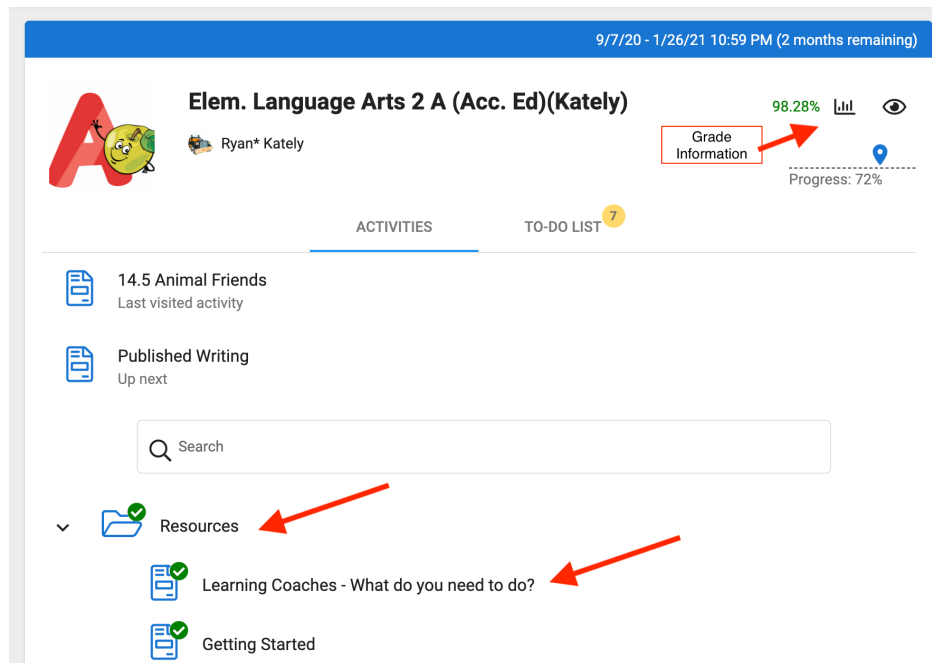 9/7/20 - 1/26/21 10:59 PM (2 months remaining)
Elem. Language Arts 2 A (Acc. Ed)(Kately)
98.28%
Ryan* Kately
Grade
Information
Progress: 72%
ACTIVITIES
TO-DO LIST
7
14.5 Animal Friends
Last visited activity
Published Writing
Up next
Search
Resources
Learning Coaches - What do you need to do?
Getting Started